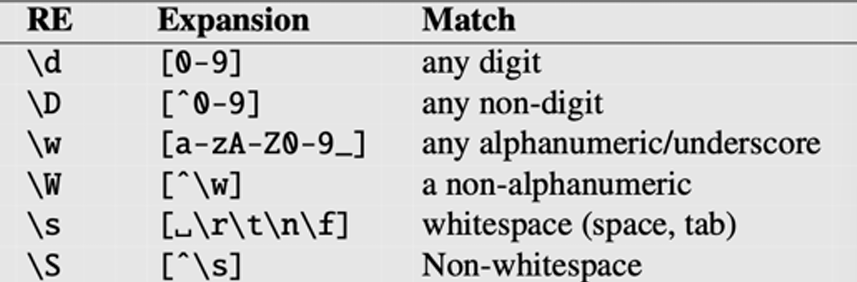 RE Expansion Match
\d [0-9] any digit
\D [^0-9] any non-digit
\w [a-zA-Z0-9_] any alphanumeric/underscore
\W [^\w] a non-alphanumeric
\s [␣\r\t\n\f] whitespace (space, tab)
\S [^\s] Non-whitespace